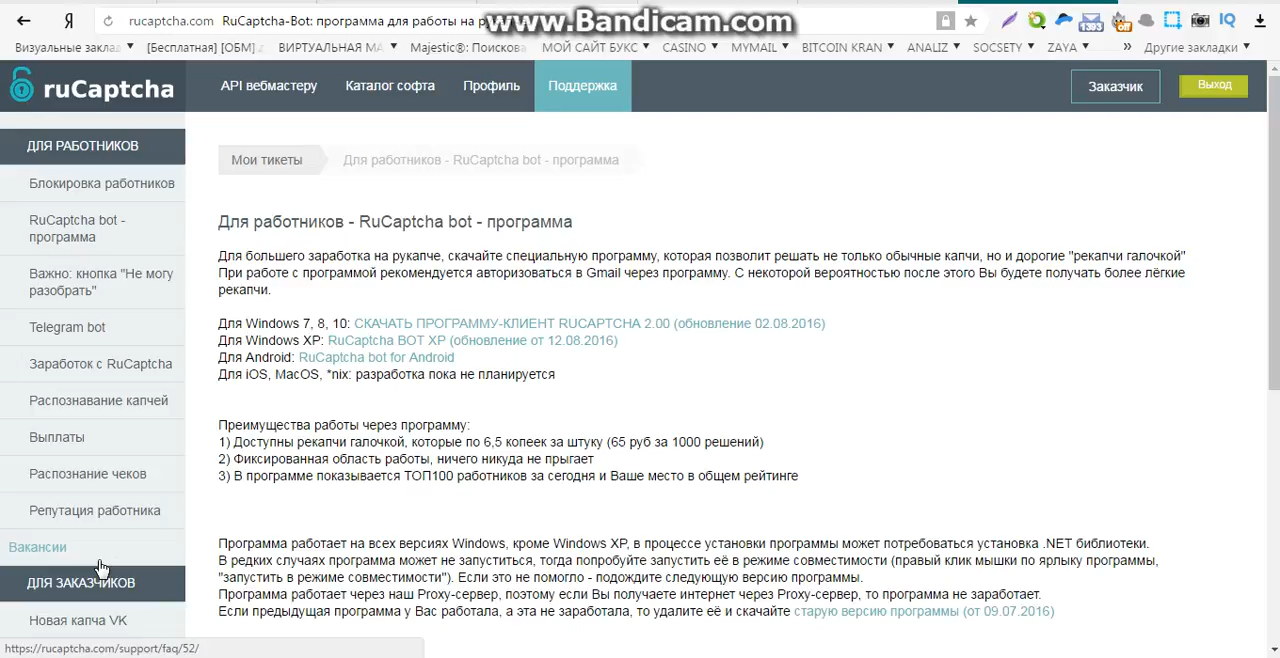 Я rucaptcha.com RuCaptcha-Bot: программа для работы на р
www.Bandicam.com
1393
off
IQ
Визуальные заклад [Бесплатная] [ОБМ] ВИРТУАЛЬНАЯ МА Majestic®: Поискова МОЙ САЙТ БУКС CASINO MYMAIL BITCOIN KRAN ANALIZ SOCSETY ZAYA » Другие закладки
ruCaptcha API вебмастеру Каталог софта Профиль Поддержка Заказчик Выход
ДЛЯ РАБОТНИКОВ
Блокировка работников
RuCaptcha bot -
программа
Важно: кнопка "Не могу
разобрать"
Telegram bot
Заработок с RuCaptcha
Распознавание капчей
Выплаты
Распознание чеков
Репутация работника
Вакансии
ДЛЯ ЗАКАЗЧИКОВ
Новая капча VK
https://rucaptcha.com/support/faq/52/
Мои тикеты Для работников - RuCaptcha bot - программа
Для работников - RuCaptcha bot - программа
Для большего заработка на рукапче, скачайте специальную программу, которая позволит решать не только обычные капчи, но и дорогие "рекапчи галочкой"
При работе с программой рекомендуется авторизоваться в Gmail через программу. С некоторой вероятностью после этого Вы будете получать более лёгкие
рекапчи.
Для Windows 7, 8, 10: СКАЧАТЬ ПРОГРАММУ-КЛИЕНТ RUCAPTCHA 2.00 (обновление 02.08.2016)
Для Windows XP: RuCaptcha BOT XP (обновление от 12.08.2016)
Для Android: RuCaptcha bot for Android
Для iOS, MacOS, *nix: разработка пока не планируется
Преимущества работы через программу:
1) Доступны рекапчи галочкой, которые по 6,5 копеек за штуку (65 руб за 1000 решений)
2) Фиксированная область работы, ничего никуда не прыгает
3) В программе показывается ТОП100 работников за сегодня и Ваше место в общем рейтинге
Программа работает на всех версиях Windows, кроме Windows XP, в процессе установки программы может потребоваться установка .NET библиотеки.
В редких случаях программа может не запуститься, тогда попробуйте запустить её в режиме совместимости (правый клик мышки по ярлыку программы,
"запустить в режиме совместимости"). Если это не помогло - подождите следующую версию программы.
Программа работает через наш Proxy-сервер, поэтому если Вы получаете интернет через Proxy-сервер, то программа не заработает.
Если предыдущая программа у Вас работала, а эта не заработала, то удалите её и скачайте старую версию программы (от 09.07.2016)